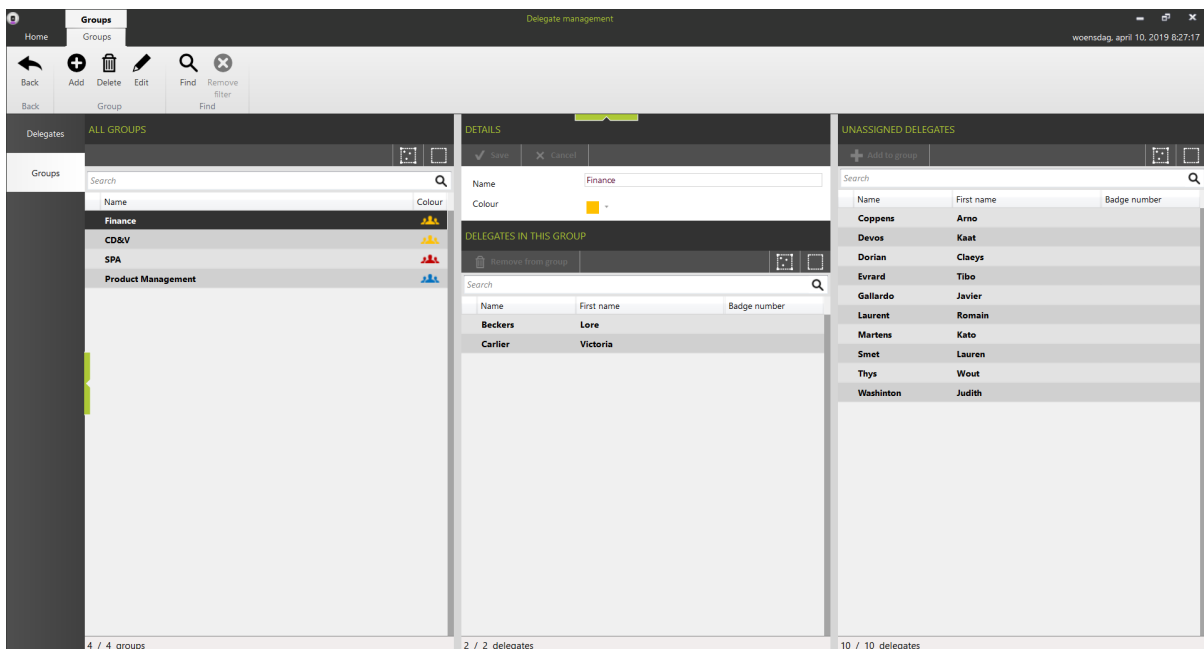 Groups
Delegate management
Home
Groups
woensdag, april 10, 2019 8:27:17
Back
Add
Delete
Edit
Find
Remove filter
Back
Group
Find
Delegates
Groups
ALL GROUPS
Search
Name Colour
Finance
CD&V
SPA
Product Management
4 / 4 groups
DETAILS
Save
Cancel
Name Finance
Colour
DELEGATES IN THIS GROUP
Remove from group
Search
Name First name Badge number
Beckers Lore
Carlier Victoria
2 / 2 delegates
UNASSIGNED DELEGATES
Add to group
Search
Name First name Badge number
Coppens Arno
Devos Kaat
Dorian Claeys
Evrard Tibo
Gallardo Javier
Laurent Romain
Martens Kato
Smet Lauren
Thys Wout
Washinton Judith
10 / 10 delegates